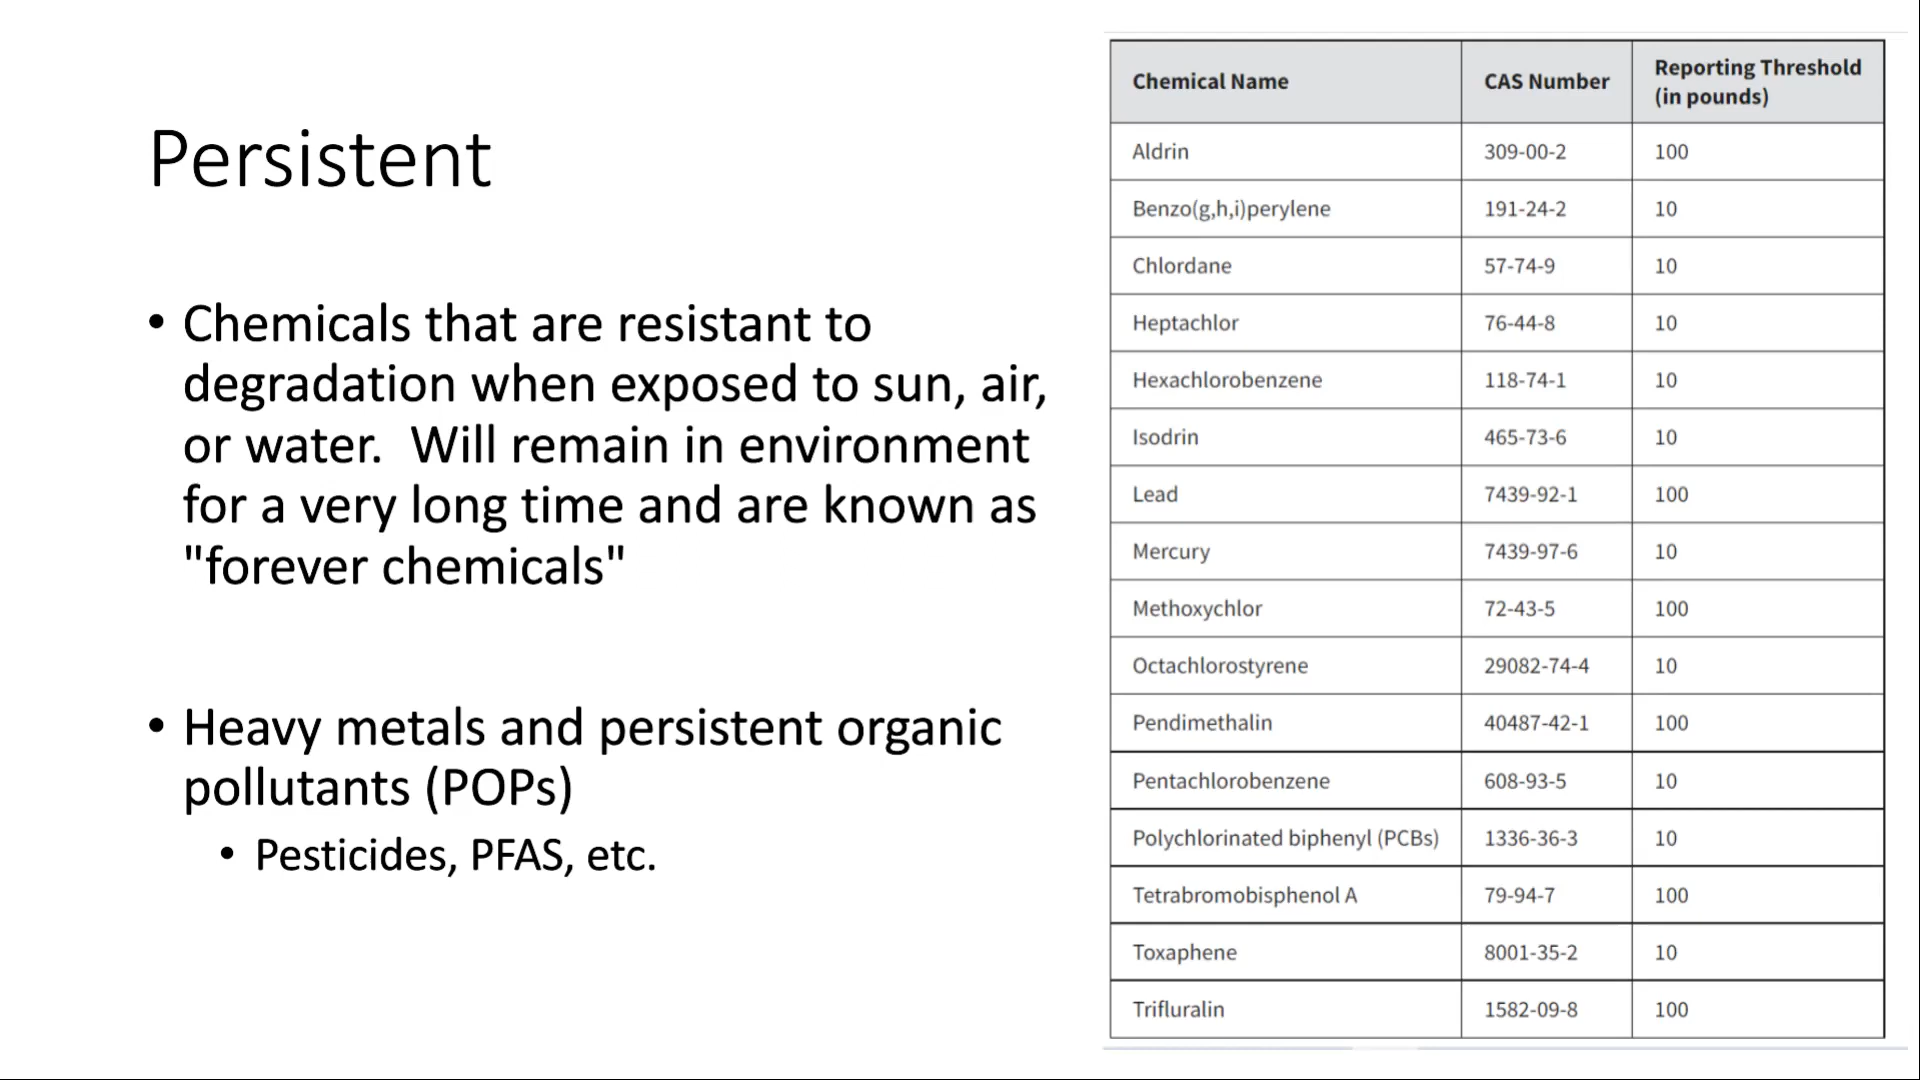 Persistent
• Chemicals that are resistant to
degradation when exposed to sun, air,
or water.  Will remain in environment
for a very long time and are known as
"forever chemicals"
• Heavy metals and persistent organic
pollutants (POPs)
• Pesticides, PFAS, etc.
Chemical Name CAS Number Reporting Threshold
(in pounds)
Aldrin 309-00-2 100
Benzo(g,h,i)perylene 191-24-2 10
Chlordane 57-74-9 10
Heptachlor 76-44-8 10
Hexachlorobenzene 118-74-1 10
Isodrin 465-73-6 10
Lead 7439-92-1 100
Mercury 7439-97-6 10
Methoxychlor 72-43-5 100
Octachlorostyrene 29082-74-4 10
Pendimethalin 40487-42-1 100
Pentachlorobenzene 608-93-5 10
Polychlorinated biphenyl (PCBs) 1336-36-3 10
Tetrabromobisphenol A 79-94-7 100
Toxaphene 8001-35-2 10
Trifluralin 1582-09-8 100